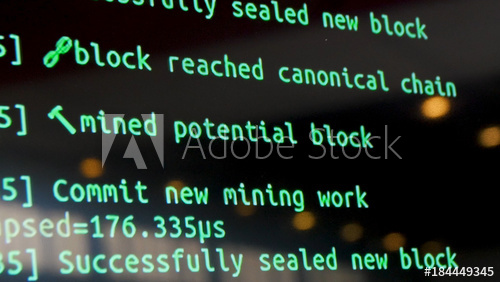 ssfully sealed new block
5] 🔗block reached canonical chain
5] 🔨mined potential block
Adobe Stock
5] Commit new mining work
apsed=176.335µs
35] Successfully sealed new block
184449345